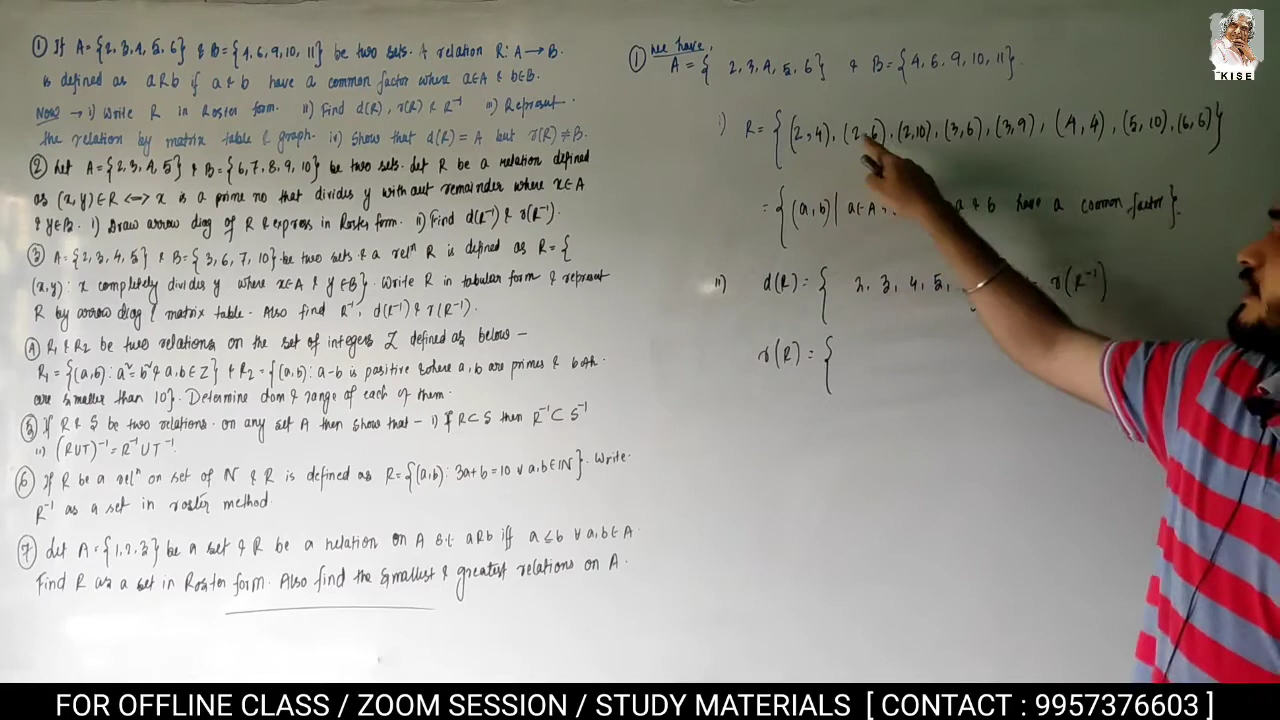 ① If A = {2, 3, 4, 5, 6} & B = {4, 6, 9, 10, 11} be two sets. A relation R: A → B.
is defined as aRb if a & b have a common factor where a∈A & b∈B.
Now → i) Write R in Roster form. ii) Find d(R), r(R) & R⁻¹ iii) Represent
the relation by matrix table & graph. iv) Show that d(R) = A but r(R) ≠ B.
② Let A = {2, 3, 4, 5} & B = {6, 7, 8, 9, 10} be two sets. Let R be a relation defined
as (x, y) ∈ R <=> x is a prime no that divides y without remainder where x∈A
& y∈B. i) Draw arrow diag of R & express in Roster form. ii) Find d(R⁻¹) & r(R⁻¹).
③ A = {2, 3, 4, 5} & B = {3, 6, 7, 10} be two sets & a relⁿ R is defined as R = {
(x, y): x completely divides y where x∈A & y∈B}. Write R in tabular form & represent
R by arrow diag & matrix table. Also find R⁻¹, d(R⁻¹) & r(R⁻¹).
④ R₁ & R₂ be two relations on the set of integers Z defined as below –
R₁ = {(a, b): a² = b² & a, b ∈ Z} & R₂ = {(a, b): a-b is positive where a, b are primes & both
are smaller than 10}. Determine dom & range of each of them.
⑤ If R & S be two relations on any set A then show that – i) If R ⊂ S then R⁻¹ ⊂ S⁻¹
ii) (RUT)⁻¹ = R⁻¹ U T⁻¹.
⑥ If R be a relⁿ on set of N & R is defined as R = {(a, b): 3a + b = 10 ∀ a, b ∈ N}. Write
R⁻¹ as a set in roster method.
⑦ Let A = {1, 2, 3} be a set & R be a relation on A s.t. aRb iff a ≤ b ∀ a, b ∈ A.
Find R as a set in Roster form. Also find the smallest & greatest relations on A.
① We have,
A = { 2, 3, 4, 5, 6} & B = {4, 6, 9, 10, 11}.
i) R = { (2, 4), (2, 6), (2, 10), (3, 6), (3, 9), (4, 4), (5, 10), (6, 6) }
= { (a, b) | a∈A, a & b have a common factor }.
ii) d(R) = { 2, 3, 4, 5, r(R⁻¹)
r(R) = {
KISE
FOR OFFLINE CLASS / ZOOM SESSION / STUDY MATERIALS [ CONTACT : 9957376603 ]